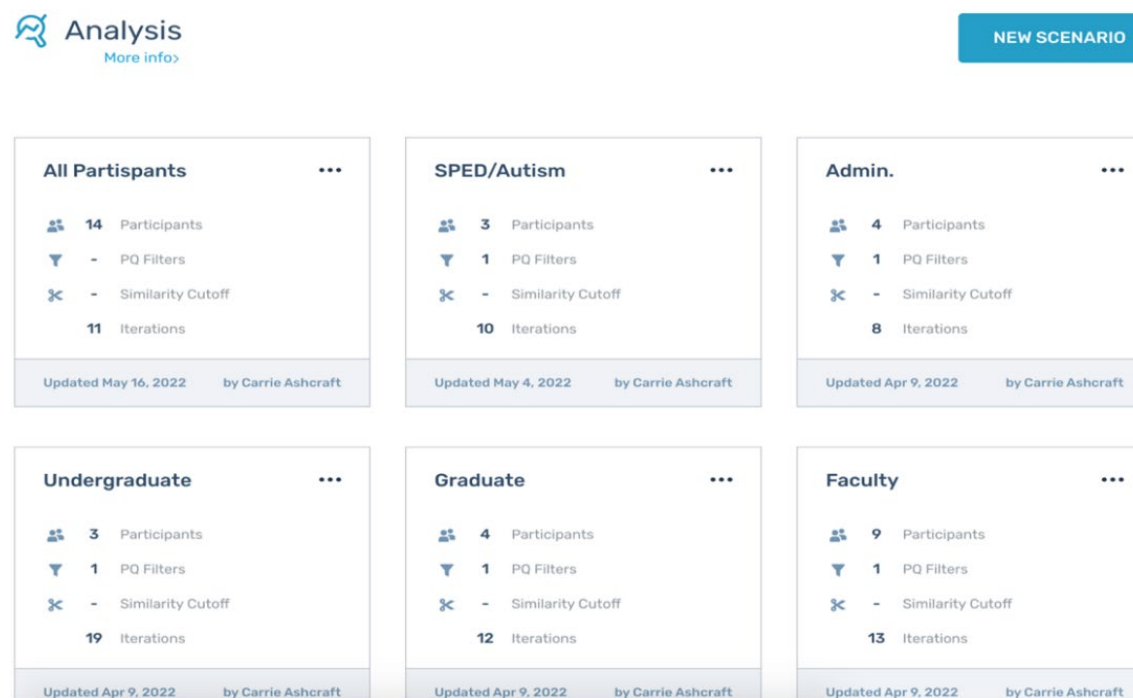 Analysis
More info>
NEW SCENARIO
All Partispants •••
14 Participants
- PQ Filters
- Similarity Cutoff
11 Iterations
Updated May 16, 2022 by Carrie Ashcraft
SPED/Autism •••
3 Participants
1 PQ Filters
- Similarity Cutoff
10 Iterations
Updated May 4, 2022 by Carrie Ashcraft
Admin. •••
4 Participants
1 PQ Filters
- Similarity Cutoff
8 Iterations
Updated Apr 9, 2022 by Carrie Ashcraft
Undergraduate •••
3 Participants
1 PQ Filters
- Similarity Cutoff
19 Iterations
Updated Apr 9, 2022 by Carrie Ashcraft
Graduate •••
4 Participants
1 PQ Filters
- Similarity Cutoff
12 Iterations
Updated Apr 9, 2022 by Carrie Ashcraft
Faculty •••
9 Participants
1 PQ Filters
- Similarity Cutoff
13 Iterations
Updated Apr 9, 2022 by Carrie Ashcraft